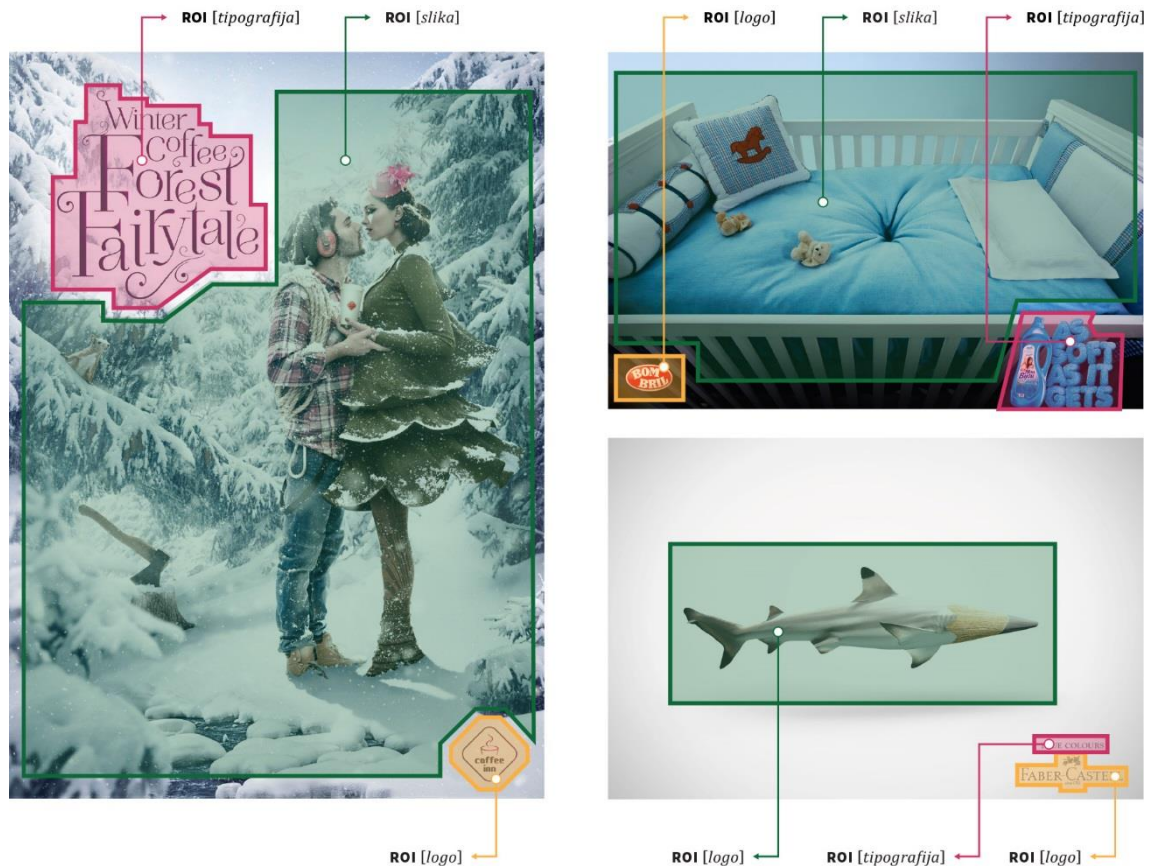 ROI [tipografija]
ROI [slika]
ROI [logo]
ROI [slika]
ROI [tipografija]
Winter
Coffee
Forest
Fairytale
coffee
inn
BOM
BRIL
AS
SOFT
AS IT
GETS
COLOURS
FABER-CASTELL
ROI [logo]
ROI [logo]
ROI [tipografija]
ROI [logo]